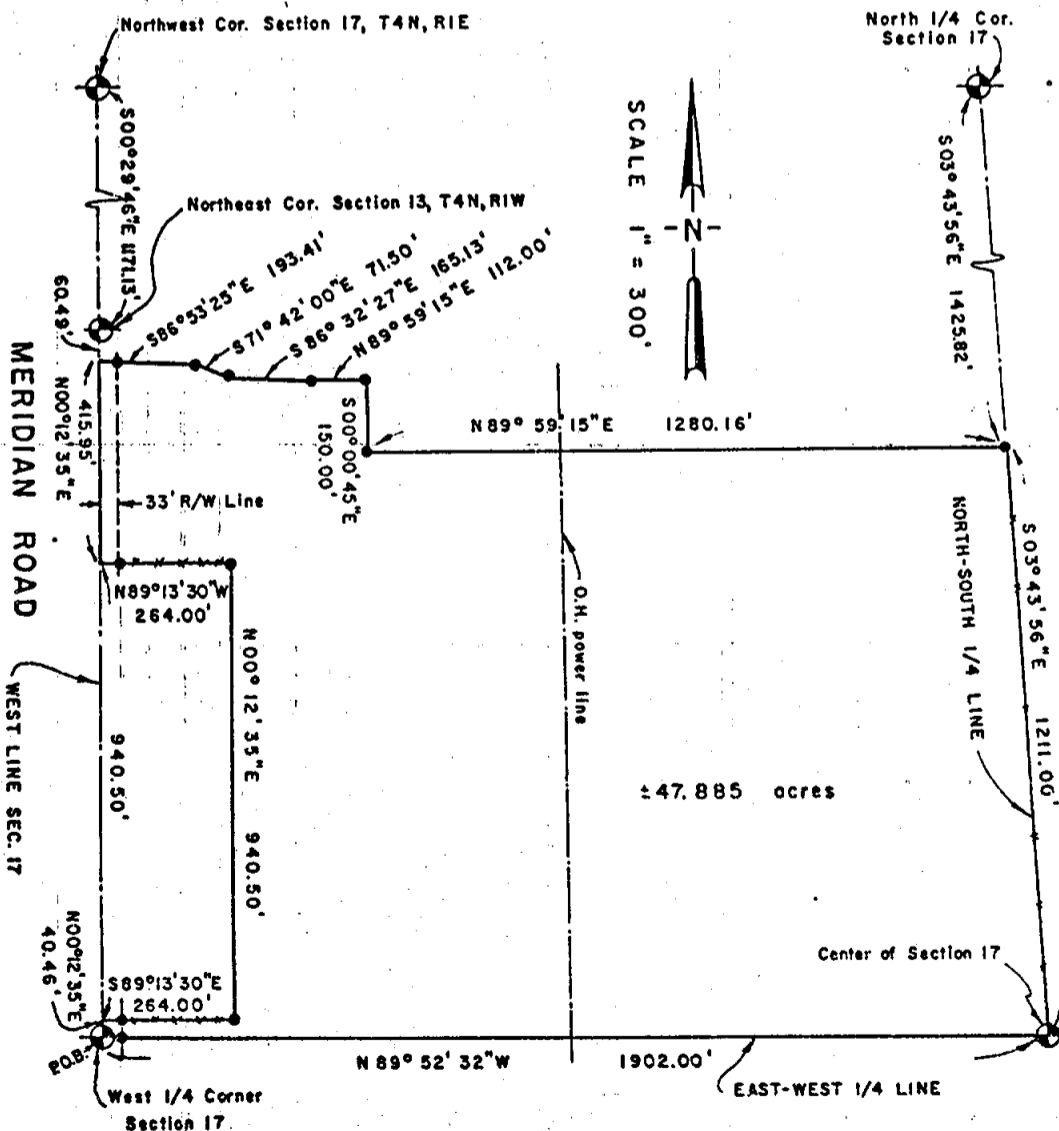 Northwest Cor. Section 17, T4N, R1E
North 1/4 Cor.
Section 17
S00°29'46"E 1171.13'
Northeast Cor. Section 13, T4N, R1W
SCALE 1" = 300'
N
S03°43'56"E 1425.82'
60.49'
S86°53'25"E 193.41'
S71°42'00"E 71.50'
S86°32'27"E 165.13'
N89°59'15"E 112.00'
S00°00'45"E
150.00'
N89°59'15"E 1280.16'
415.95'
N00°12'35"E
33' R/W Line
MERIDIAN ROAD
N89°13'30"W
264.00'
O.H. power line
NORTH-SOUTH 1/4 LINE
S03°43'56"E 1211.00'
N00°12'35"E 940.50'
WEST LINE SEC. 17
940.50'
±47.885 acres
N00°12'35"E
40.46'
S89°13'30"E
264.00'
Center of Section 17
P.O.B.
N89°52'32"W 1902.00'
West 1/4 Corner
Section 17
EAST-WEST 1/4 LINE